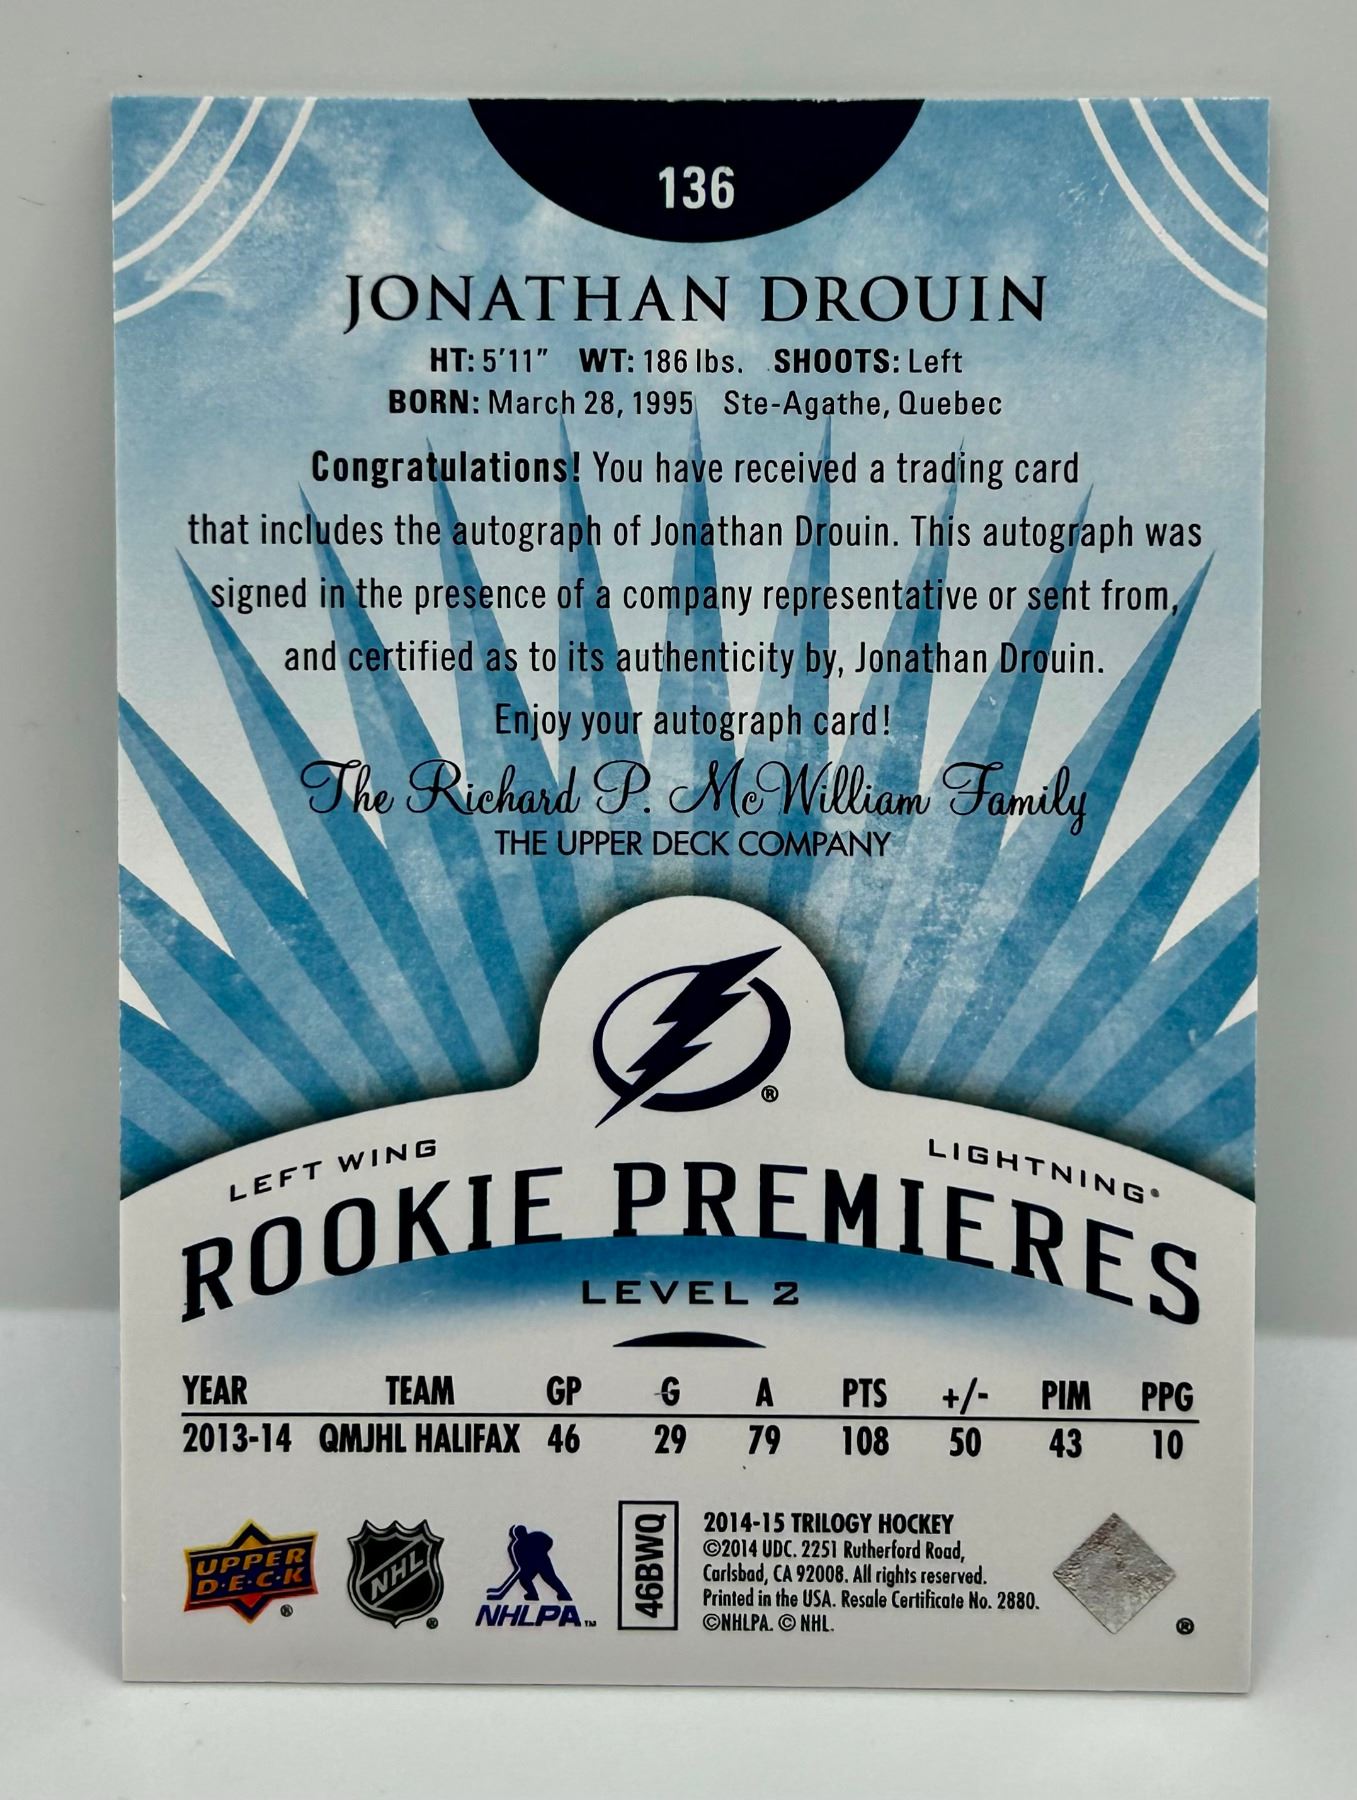 136
JONATHAN DROUIN
HT: 5'11" WT: 186 lbs. SHOOTS: Left
BORN: March 28, 1995 Ste-Agathe, Quebec
Congratulations! You have received a trading card
that includes the autograph of Jonathan Drouin. This autograph was
signed in the presence of a company representative or sent from,
and certified as to its authenticity by, Jonathan Drouin.
Enjoy your autograph card!
The Richard P. McWilliam Family
THE UPPER DECK COMPANY
®
LEFT WING LIGHTNING®
ROOKIE PREMIERES
LEVEL 2
YEAR TEAM GP G A PTS +/- PIM PPG
2013-14 QMJHL HALIFAX 46 29 79 108 50 43 10
UPPER
D·E·C·K ®
NHL ®
NHLPA™
46BWQ
2014-15 TRILOGY HOCKEY
©2014 UDC. 2251 Rutherford Road,
Carlsbad, CA 92008. All rights reserved.
Printed in the USA. Resale Certificate No. 2880.
©NHLPA. © NHL.
®